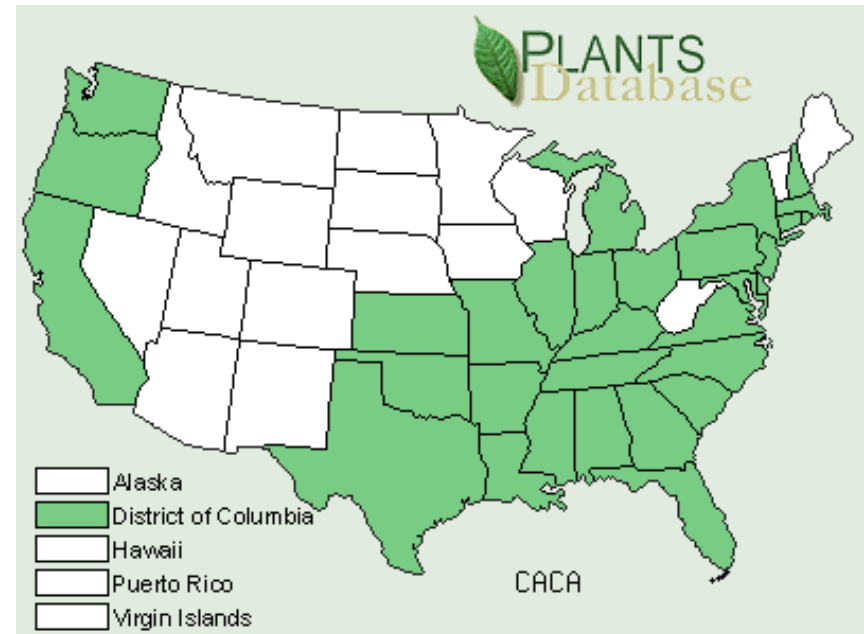 PLANTS
Database
Alaska
District of Columbia
Hawaii
Puerto Rico
Virgin Islands
CACA